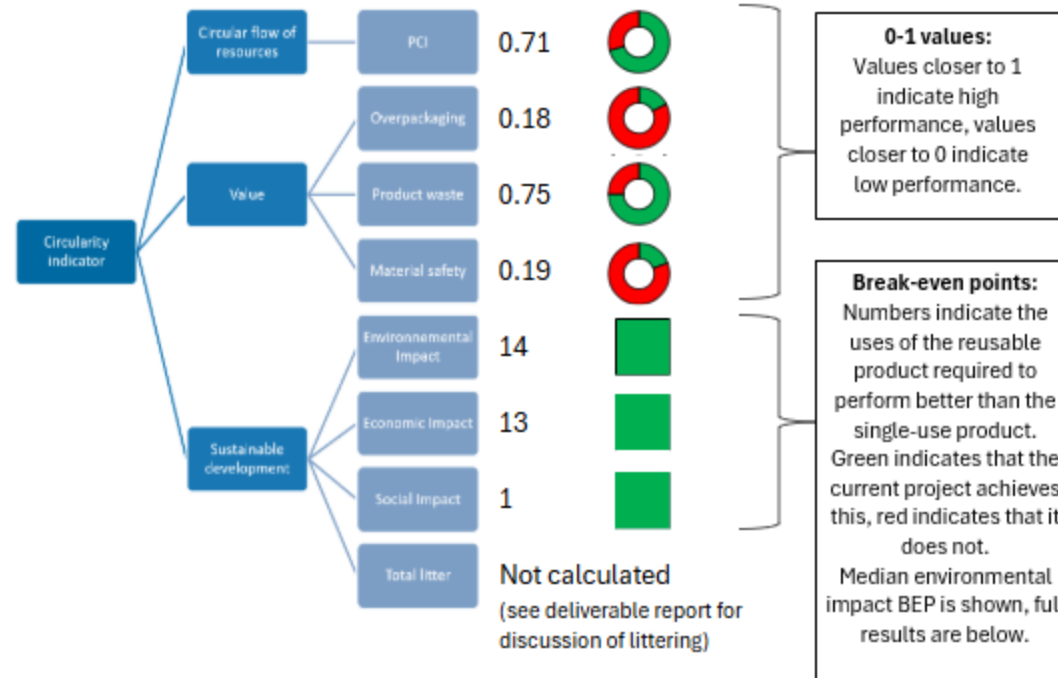 Circular flow of
resources
PCI
0.71
Overpackaging
0.18
Value
Product waste
0.75
Material safety
0.19
Circularity
indicator
Environnemental
Impact
14
Economic Impact
13
Sustainable
development
Social Impact
1
Total litter
Not calculated
(see deliverable report for
discussion of littering)
0-1 values:
Values closer to 1
indicate high
performance, values
closer to 0 indicate
low performance.
Break-even points:
Numbers indicate the
uses of the reusable
product required to
perform better than the
single-use product.
Green indicates that the
current project achieves
this, red indicates that it
does not.
Median environmental
impact BEP is shown, ful
results are below.